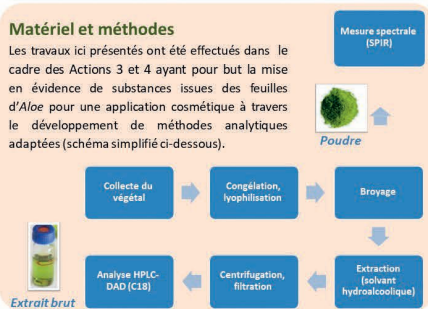 Matériel et méthodes
Les travaux ici présentés ont été effectués dans le
cadre des Actions 3 et 4 ayant pour but la mise
en évidence de substances issues des feuilles
d'Aloe pour une application cosmétique à travers
le développement de méthodes analytiques
adaptées (schéma simplifié ci-dessous).
Mesure spectrale
(SPIR)
Poudre
Collecte du
végétal
Congélation,
lyophilisation
Broyage
Extraction
(solvant
hydroalcoolique)
Centrifugation,
filtration
Analyse HPLC-
DAD (C18)
Extrait brut